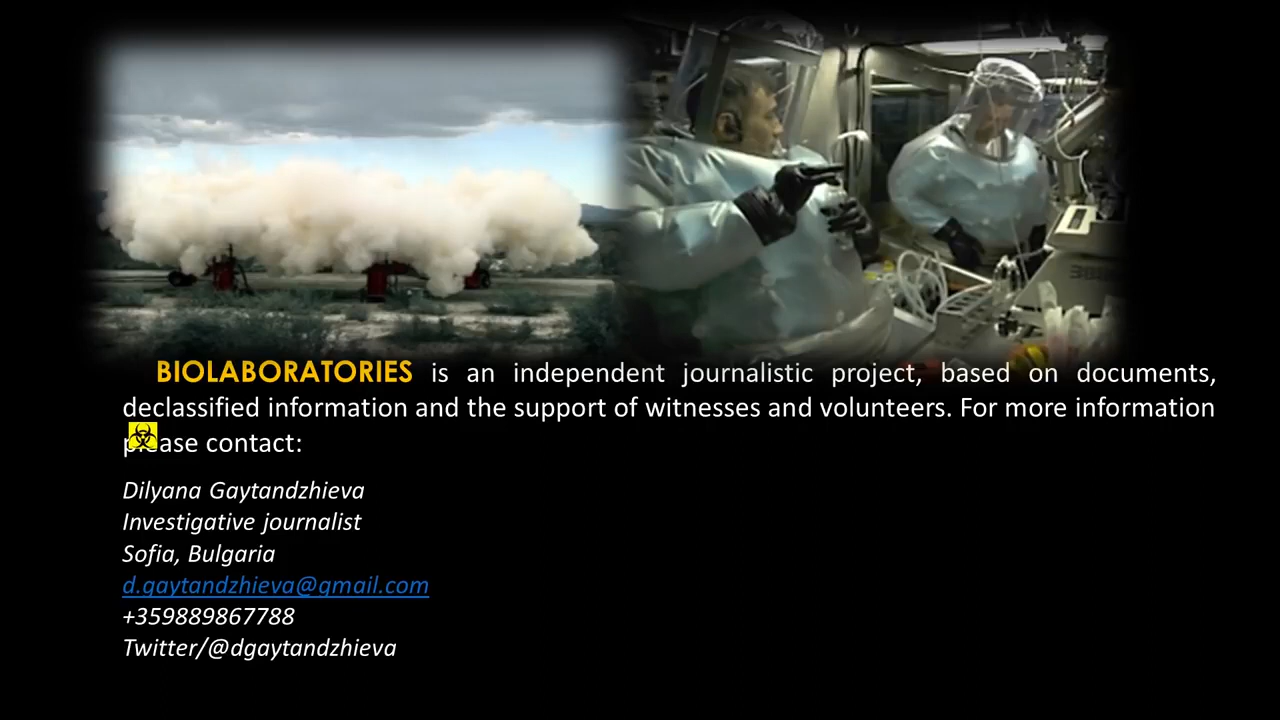 BIOLABORATORIES is an independent journalistic project, based on documents,
declassified information and the support of witnesses and volunteers. For more information
please contact:
Dilyana Gaytandzhieva
Investigative journalist
Sofia, Bulgaria
d.gaytandzhieva@gmail.com
+359889867788
Twitter/@dgaytandzhieva